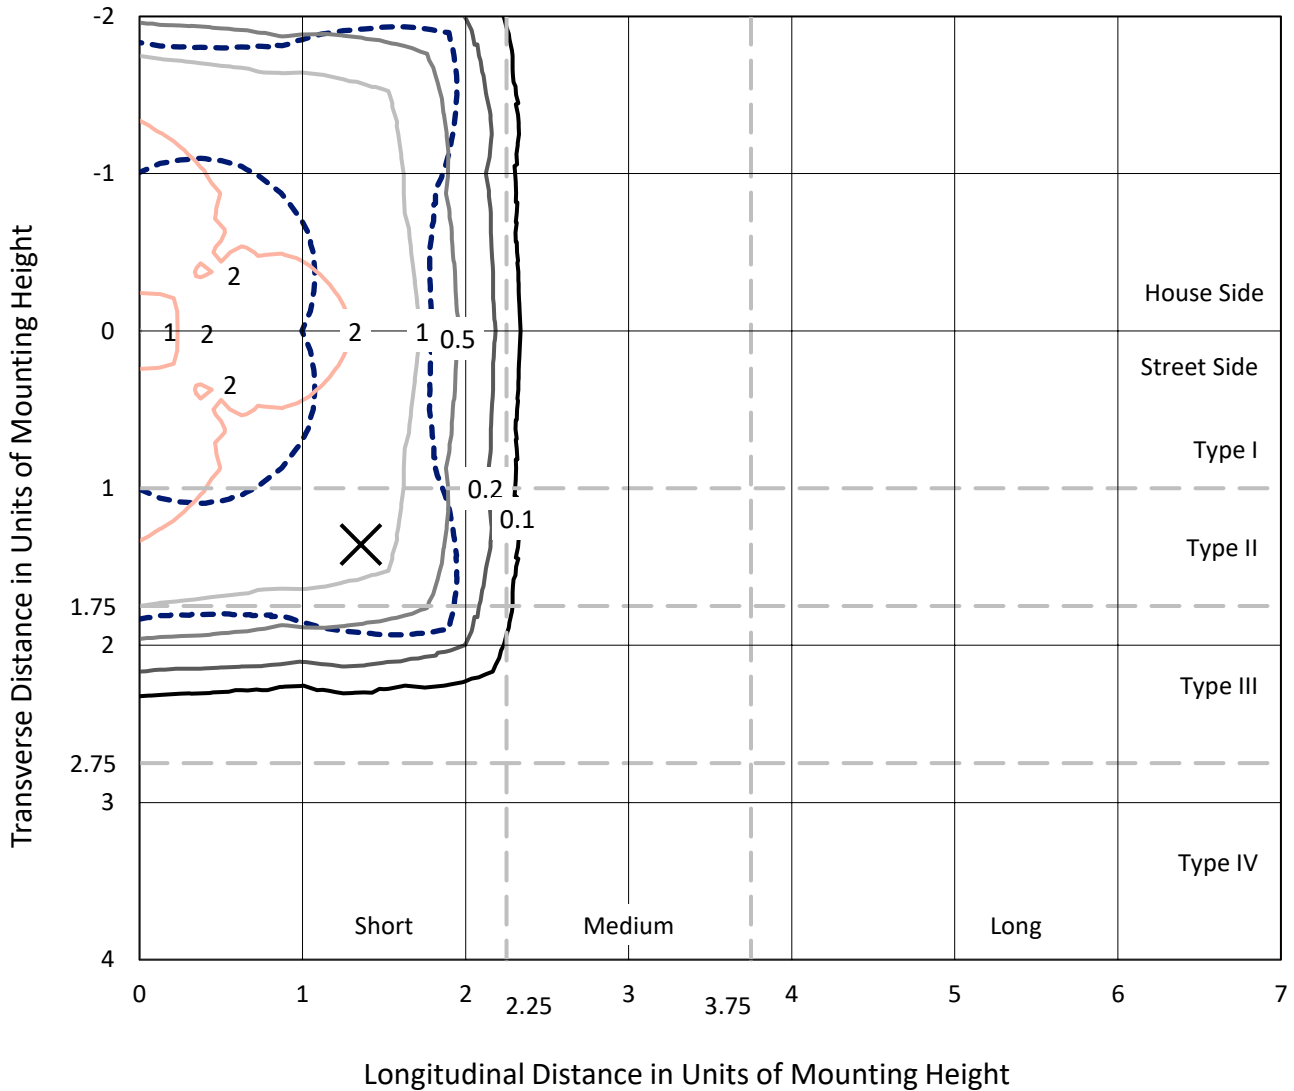 -2
-1
2
House Side
0
1
2
2
1
0.5
Street Side
2
Type I
1
0.2
0.1
Type II
1.75
2
Type III
2.75
3
Type IV
Short
Medium
Long
4
0
1
2
2.25
3
3.75
4
5
6
7
Transverse Distance in Units of Mounting Height
Longitudinal Distance in Units of Mounting Height